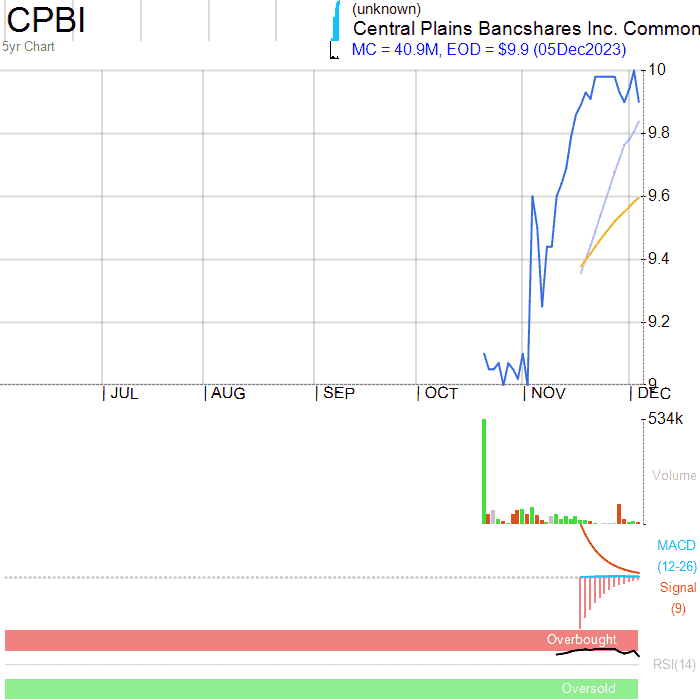 CPBI
5yr Chart
(unknown)
Central Plains Bancshares Inc. Common
MC = 40.9M, EOD = $9.9 (05Dec2023)
10
9.8
9.6
9.4
9.2
9
JUL AUG SEP OCT NOV DEC
534k
Volume
MACD
(12-26)
Signal
(9)
Overbought
RSI(14)
Oversold